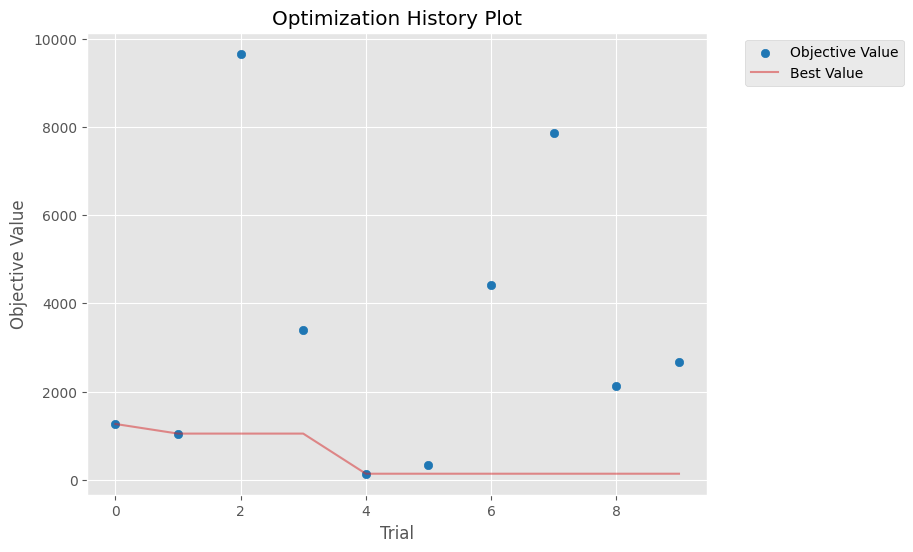 Optimization History Plot
Objective Value
Best Value
Objective Value
10000
8000
6000
4000
2000
0
0 2 4 6 8
Trial